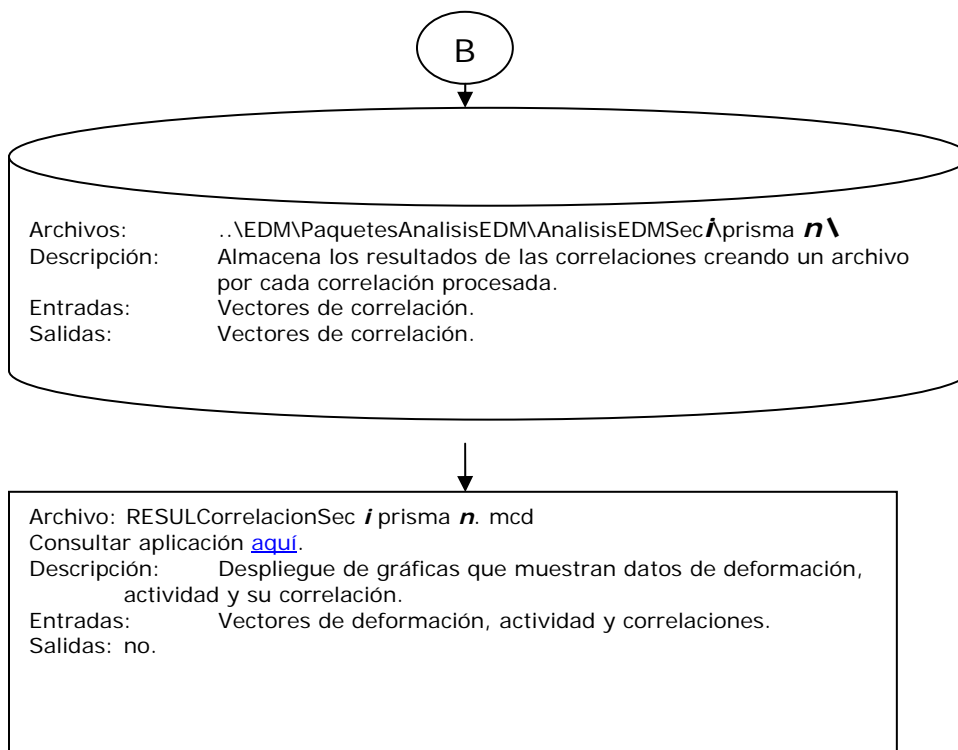 B
Archivos: ..\EDM\PaquetesAnalisisEDM\AnalisisEDMSeci\prisma n\
Descripción: Almacena los resultados de las correlaciones creando un archivo
por cada correlación procesada.
Entradas: Vectores de correlación.
Salidas: Vectores de correlación.
Archivo: RESULCorrelacionSec i prisma n. mcd
Consultar aplicación aquí.
Descripción: Despliegue de gráficas que muestran datos de deformación,
actividad y su correlación.
Entradas: Vectores de deformación, actividad y correlaciones.
Salidas: no.